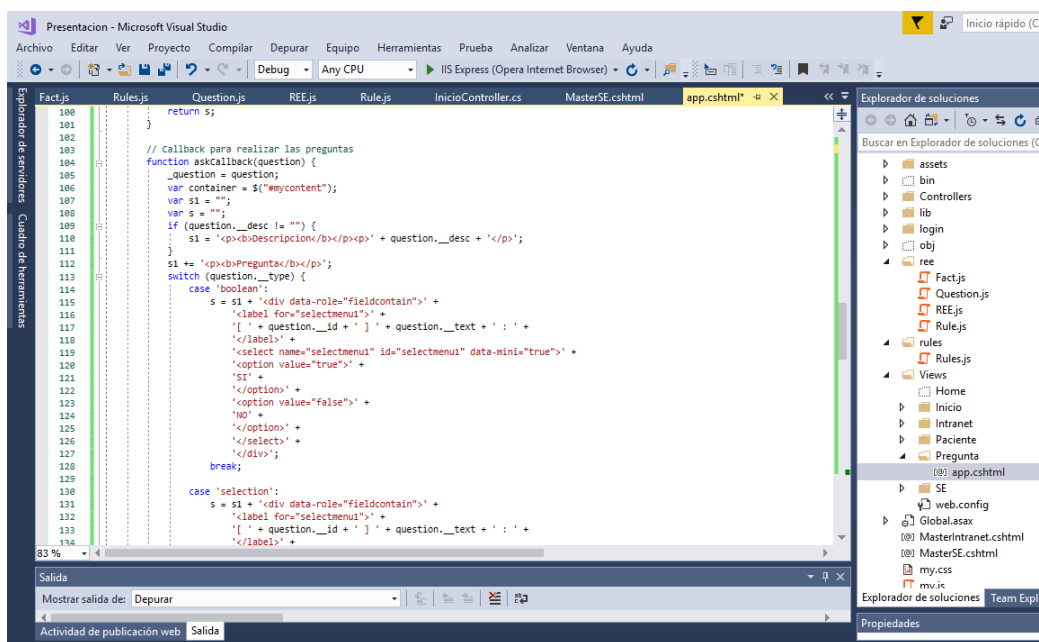 Presentacion - Microsoft Visual Studio
Inicio rápido (C
Archivo Editar Ver Proyecto Compilar Depurar Equipo Herramientas Prueba Analizar Ventana Ayuda
Debug Any CPU IIS Express (Opera Internet Browser)
Explorador de servidores
Cuadro de herramientas
Fact.js Rules.js Question.js REE.js Rule.js InicioController.cs MasterSE.cshtml app.cshtml*
100 return s;
101 }
102
103 // Callback para realizar las preguntas
104 function askCallback(question) {
105 _question = question;
106 var container = $("#mycontent");
107 var s1 = "";
108 var s = "";
109 if (question.__desc != "") {
110 s1 = '<p><b>Descripcion</b></p><p>' + question.__desc + '</p>';
111 }
112 s1 += '<p><b>Pregunta</b></p>';
113 switch (question.__type) {
114 case 'boolean':
115 s = s1 + '<div data-role="fieldcontain">' +
116 '<label for="selectmenu1">' +
117 '[ ' + question.__id + ' ] ' + question.__text + ' : ' +
118 '</label>' +
119 '<select name="selectmenu1" id="selectmenu1" data-mini="true">' +
120 '<option value="true">' +
121 'SI' +
122 '</option>' +
123 '<option value="false">' +
124 'NO' +
125 '</option>' +
126 '</select>' +
127 '</div>';
128 break;
129
130 case 'selection':
131 s = s1 + '<div data-role="fieldcontain">' +
132 '<label for="selectmenu1">' +
133 '[ ' + question.__id + ' ] ' + question.__text + ' : ' +
134 '</label>' +
83 %
Salida
Mostrar salida de: Depurar
Actividad de publicación web Salida
Explorador de soluciones
Buscar en Explorador de soluciones (C
assets
bin
Controllers
lib
login
obj
ree
Fact.js
Question.js
REE.js
Rule.js
rules
Rules.js
Views
Home
Inicio
Intranet
Paciente
Pregunta
app.cshtml
SE
web.config
Global.asax
MasterIntranet.cshtml
MasterSE.cshtml
my.css
my.js
Explorador de soluciones Team Expl
Propiedades